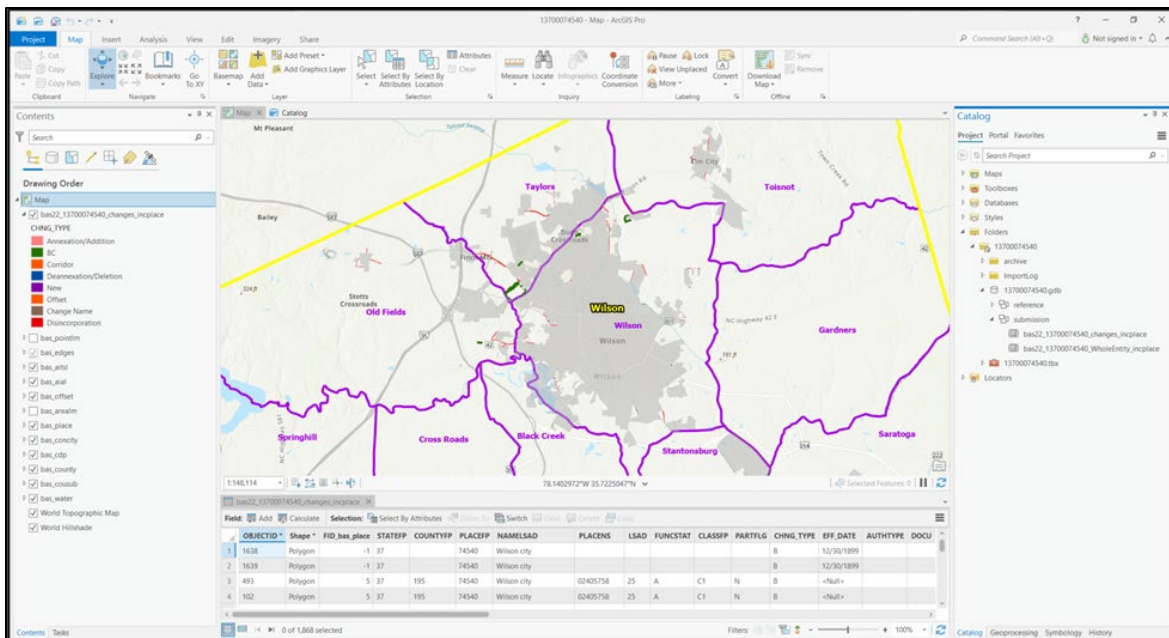 13700074540 - Map - ArcGIS Pro
Project Map Insert Analysis View Edit Imagery Share
Command Search (Alt+Q)
Not signed in
Paste
Cut
Copy
Copy Path
Clipboard
Explore
Bookmarks
Go To XY
Navigate
Basemap
Add Data
Add Preset
Add Graphics Layer
Layer
Select
Select By Attributes
Select By Location
Attributes
Clear
Selection
Measure
Locate
Infographics
Coordinate Conversion
Inquiry
Pause
Lock
View Unplaced
More
Convert
Labeling
Download Map
Sync
Remove
Offline
Contents
Search
Drawing Order
Map
bas22_13700074540_changes_incplace
CHNG_TYPE
Annexation/Addition
BC
Corridor
Deannexation/Deletion
New
Offset
Change Name
Disincorporation
bas_pointlm
bas_edges
bas_aitsl
bas_aial
bas_offset
bas_arealm
bas_place
bas_concity
bas_cdp
bas_county
bas_cousub
bas_water
World Topographic Map
World Hillshade
Contents Tasks
Map
Catalog
Mt Pleasant
Elm City
Town Creek Rd
Taylors
Toisnot
Bailey
Stotts Crossroads
Old Fields
Wilson
Wilson
Wilson
Wilson
NC Highway 42 E
Gardners
Springhill
Cross Roads
Black Creek
Stantonsburg
Saratoga
1:148,114
78.1402972°W 35.7225047°N
Selected Features: 0
bas22_13700074540_changes_incplace
Field: Add Calculate Selection: Select By Attributes Zoom To Switch Clear Delete Copy
OBJECTID * Shape * FID_bas_place STATEFP COUNTYFP PLACEFP NAMELSAD PLACENS LSAD FUNCSTAT CLASSFP PARTFLG CHNG_TYPE EFF_DATE AUTHTYPE DOCU
1 1638 Polygon -1 37 74540 Wilson city B 12/30/1899
2 1639 Polygon -1 37 74540 Wilson city B 12/30/1899
3 493 Polygon 5 37 195 74540 Wilson city 02405758 25 A C1 N B <Null>
4 102 Polygon 5 37 195 74540 Wilson city 02405758 25 A C1 N B <Null>
0 of 1,868 selected
Filters:
100%
Catalog
Project Portal Favorites
Search Project
Maps
Toolboxes
Databases
Styles
Folders
13700074540
archive
ImportLog
13700074540.gdb
reference
submission
bas22_13700074540_changes_incplace
bas22_13700074540_WholeEntity_incplace
13700074540.tbx
Locators
Catalog Geoprocessing Symbology History